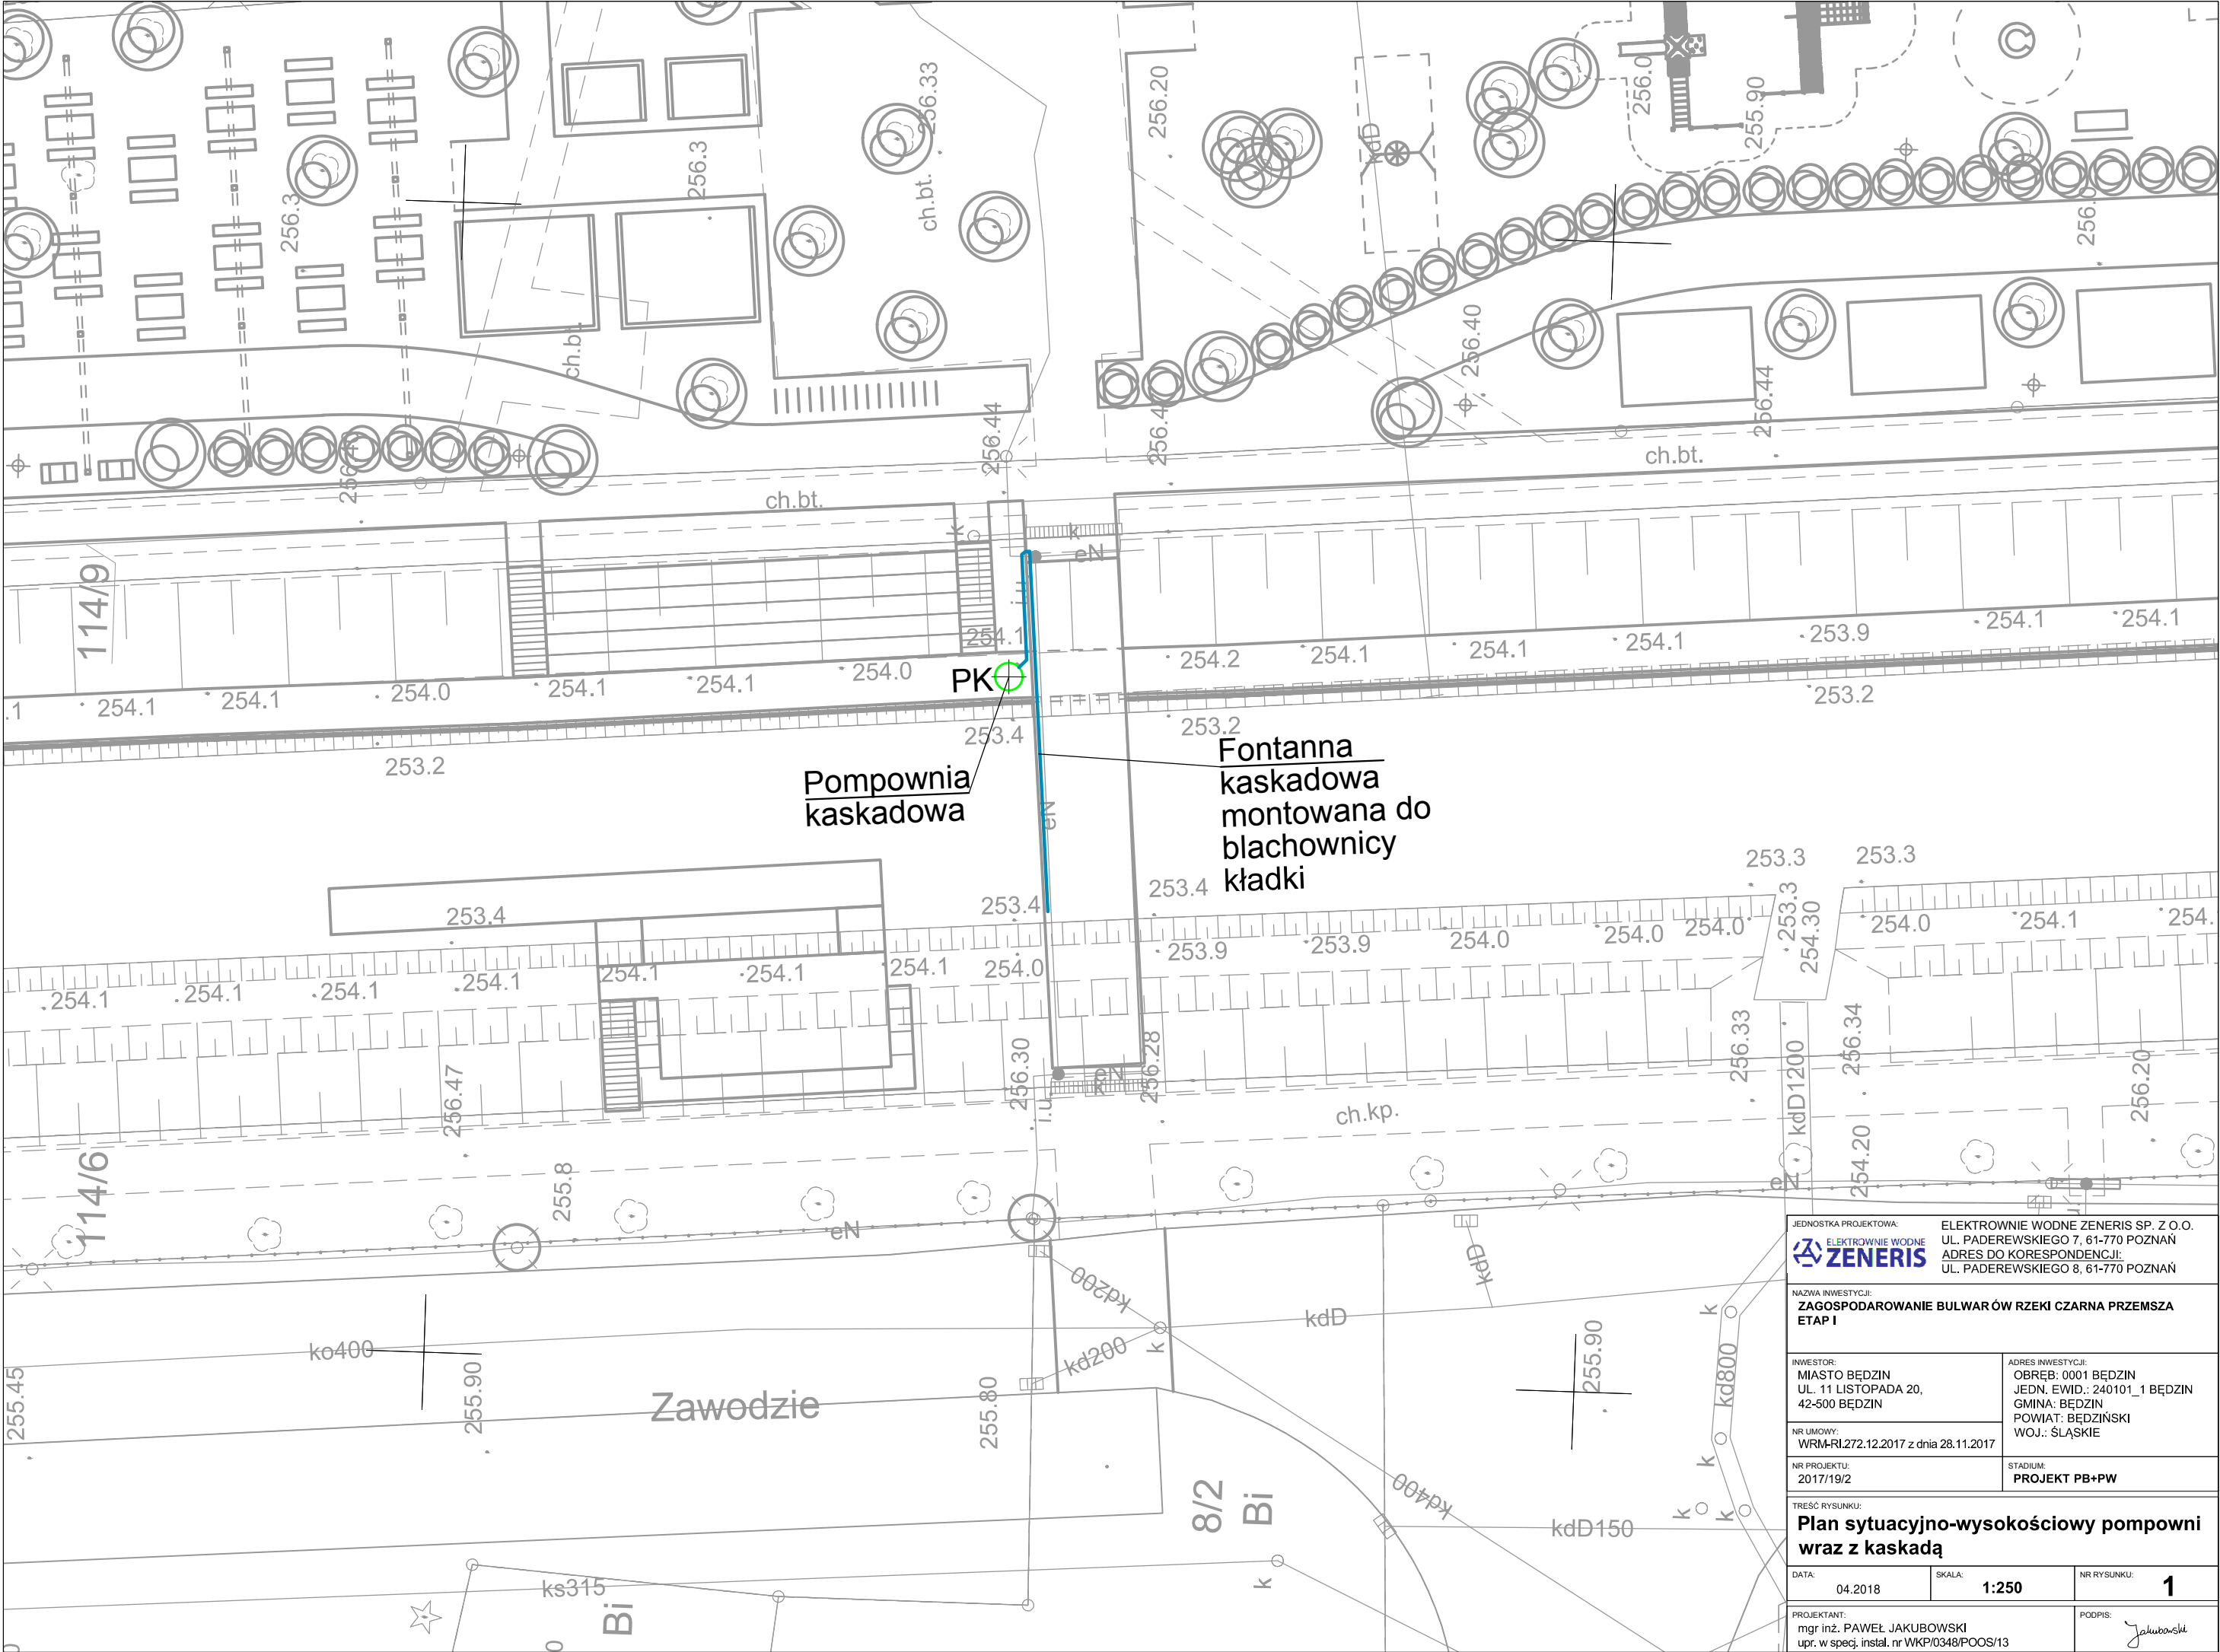 256.33
256.20
256.0
255.90
kdD
256.3
256.3
ch.bt.
256.0
ch.bt.
256.40
256.44
256.44
ch.bt.
ch.bt.
k
k
eN
114/9
254.1
254.2
254.1
254.1
254.1
253.9
254.1
254.1
PK
254.0
254.1
254.1
254.0
254.1
254.1
.1
253.2
253.4
253.2
253.2
Pompownia
kaskadowa
Fontanna
kaskadowa
montowana do
blachownicy
kładki
eN
253.4
253.4
253.4
253.3
253.3
253.3
254.30
254.0
254.1
254.
254.1
254.1
254.1
254.1
254.1
254.1
254.1
254.0
253.9
253.9
254.0
254.0
254.0
256.47
256.30
256.28
256.33
256.34
256.20
i.u.
eN
kdD1200
ch.kp.
114/6
255.8
254.20
eN
eN
ko400
kd200
kd200
k
kdD
kdD
255.45
255.90
255.80
255.90
Zawodzie
k
kd800
k
k
k
8/2
Bi
kd400
kdD150
ks315
Bi
k
JEDNOSTKA PROJEKTOWA:
ELEKTROWNIE WODNE
ZENERIS
ELEKTROWNIE WODNE ZENERIS SP. Z O.O.
UL. PADEREWSKIEGO 7, 61-770 POZNAŃ
ADRES DO KORESPONDENCJI:
UL. PADEREWSKIEGO 8, 61-770 POZNAŃ
NAZWA INWESTYCJI:
ZAGOSPODAROWANIE BULWARÓW RZEKI CZARNA PRZEMSZA
ETAP I
INWESTOR:
MIASTO BĘDZIN
UL. 11 LISTOPADA 20,
42-500 BĘDZIN
ADRES INWESTYCJI:
OBRĘB: 0001 BĘDZIN
JEDN. EWID.: 240101_1 BĘDZIN
GMINA: BĘDZIN
POWIAT: BĘDZIŃSKI
WOJ.: ŚLĄSKIE
NR UMOWY:
WRM-RI.272.12.2017 z dnia 28.11.2017
NR PROJEKTU:
2017/19/2
STADIUM:
PROJEKT PB+PW
TREŚĆ RYSUNKU:
Plan sytuacyjno-wysokościowy pompowni
wraz z kaskadą
DATA:
04.2018
SKALA:
1:250
NR RYSUNKU:
1
PROJEKTANT:
mgr inż. PAWEŁ JAKUBOWSKI
upr. w specj. instal. nr WKP/0348/POOS/13
PODPIS:
Jakubowski